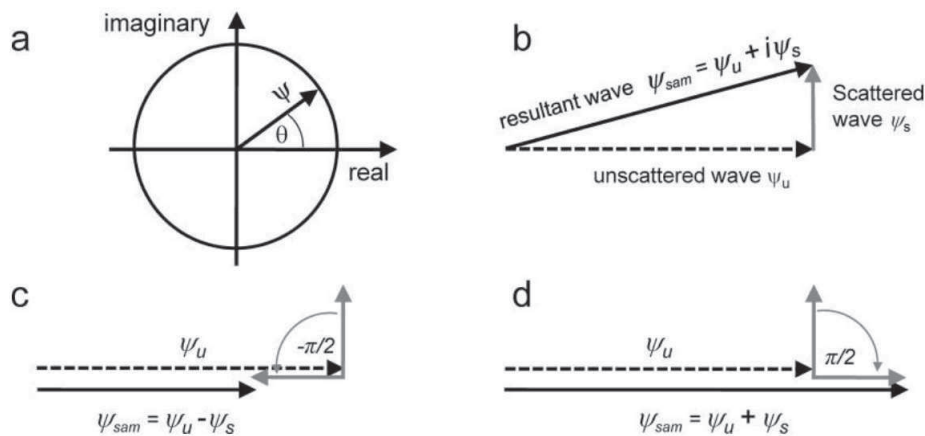 a
imaginary
ψ
θ
real
b
resultant wave ψsam = ψu + iψs
Scattered
wave ψs
unscattered wave ψu
c
ψu
-π/2
ψsam = ψu - ψs
d
ψu
π/2
ψsam = ψu + ψs